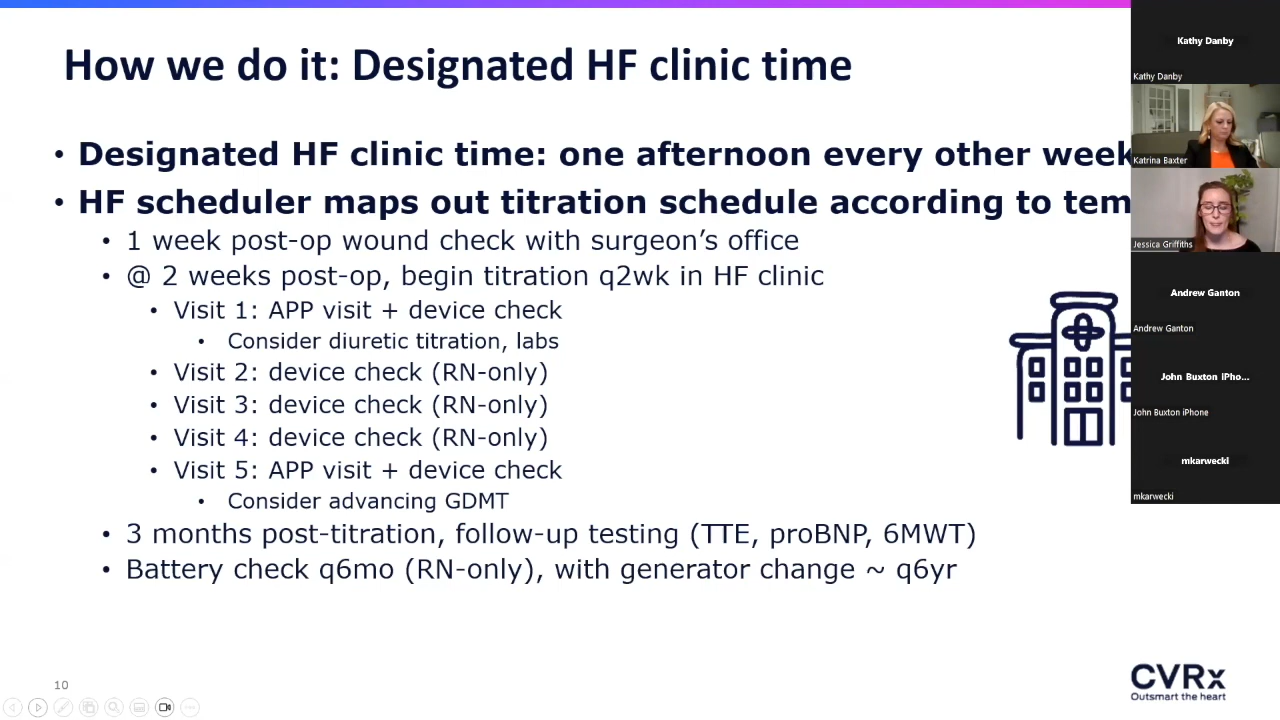 How we do it: Designated HF clinic time
• Designated HF clinic time: one afternoon every other week
• HF scheduler maps out titration schedule according to tem
• 1 week post-op wound check with surgeon’s office
• @ 2 weeks post-op, begin titration q2wk in HF clinic
• Visit 1: APP visit + device check
• Consider diuretic titration, labs
• Visit 2: device check (RN-only)
• Visit 3: device check (RN-only)
• Visit 4: device check (RN-only)
• Visit 5: APP visit + device check
• Consider advancing GDMT
• 3 months post-titration, follow-up testing (TTE, proBNP, 6MWT)
• Battery check q6mo (RN-only), with generator change ~ q6yr
10
CVRx
Outsmart the heart
Kathy Danby
Kathy Danby
Katrina Baxter
Jessica Griffiths
Andrew Ganton
Andrew Ganton
John Buxton iPho...
John Buxton iPhone
mkarwecki
mkarwecki